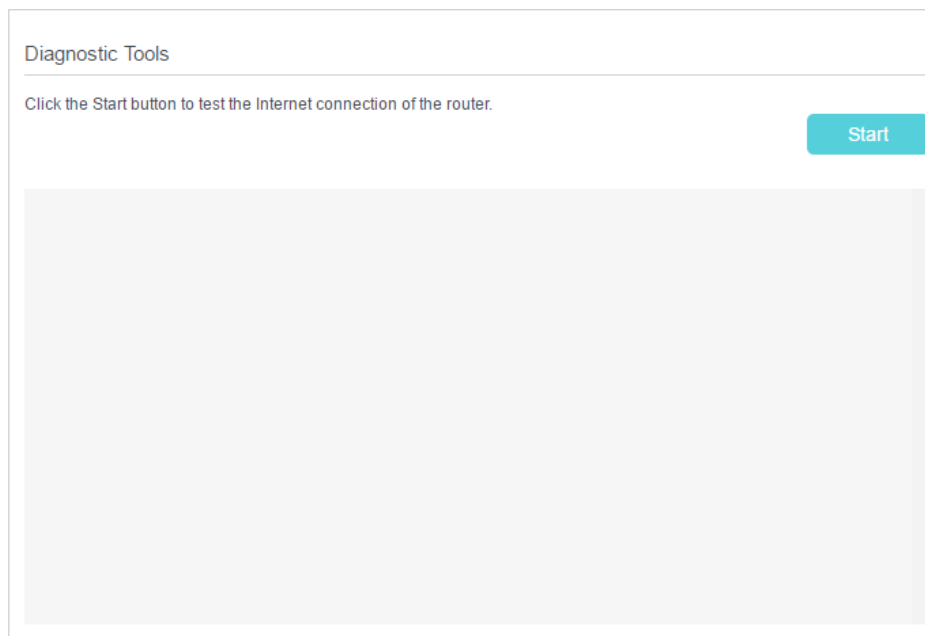 Diagnostic Tools
Click the Start button to test the Internet connection of the router.
Start